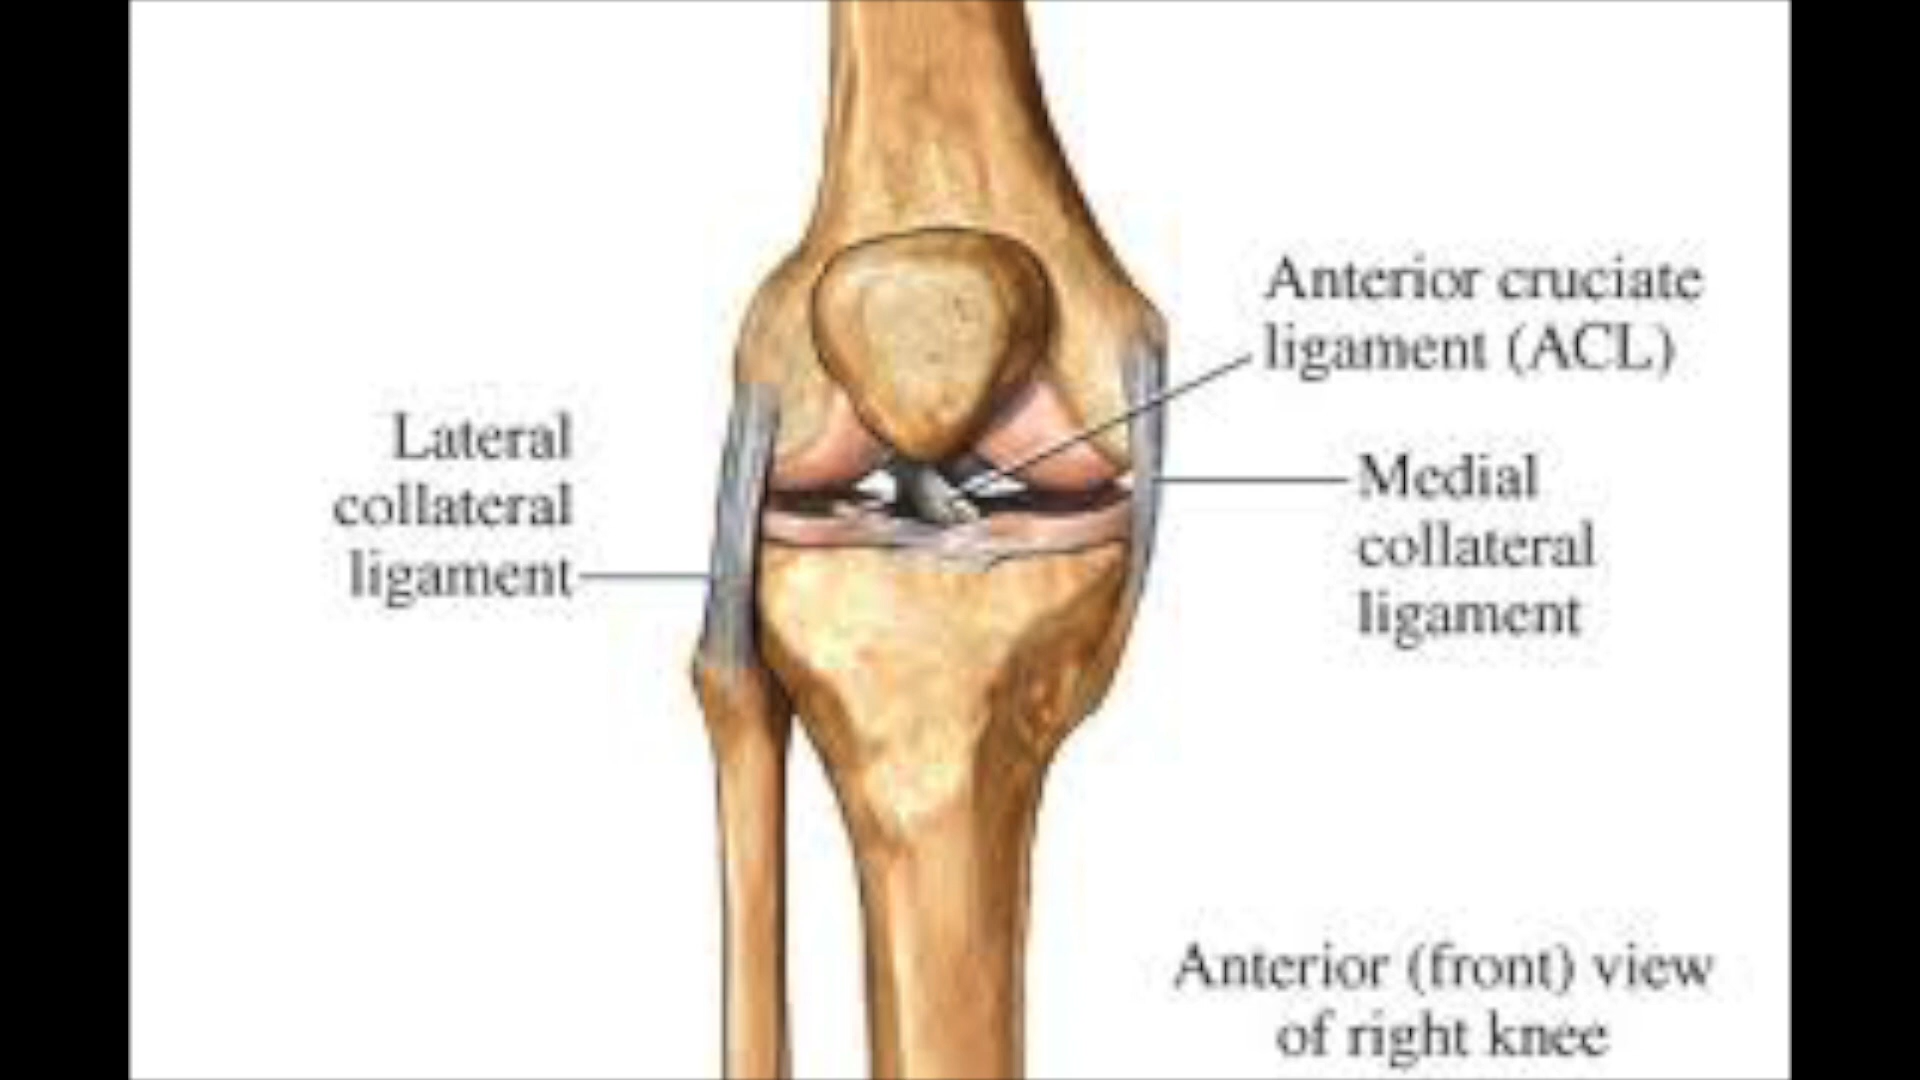 Anterior cruciate
ligament (ACL)
Lateral
collateral
ligament
Medial
collateral
ligament
Anterior (front) view
of right knee